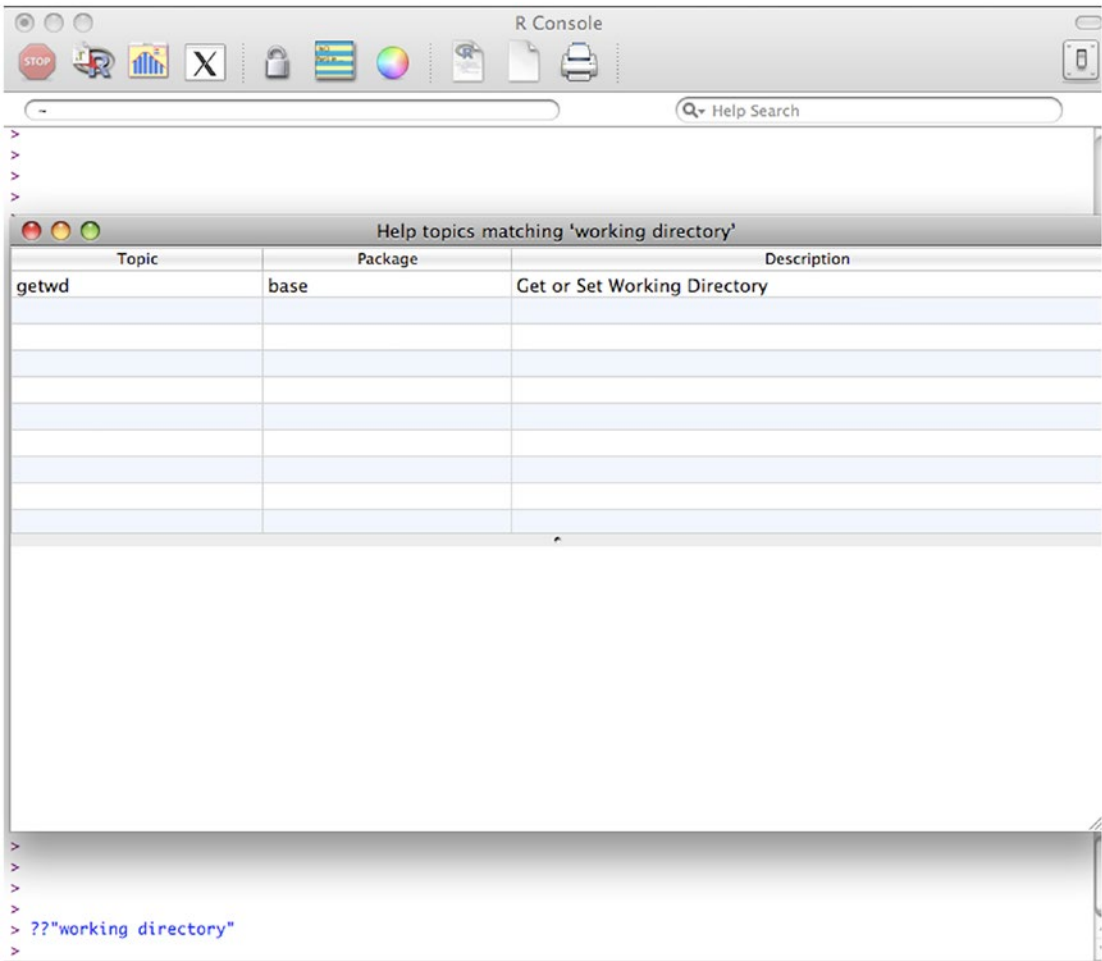 R Console
STOP
R
X
R
~
Help Search
>
>
>
>
Help topics matching ‘working directory’
Topic Package Description
getwd base Get or Set Working Directory
>
>
>
>
> ??"working directory"
>